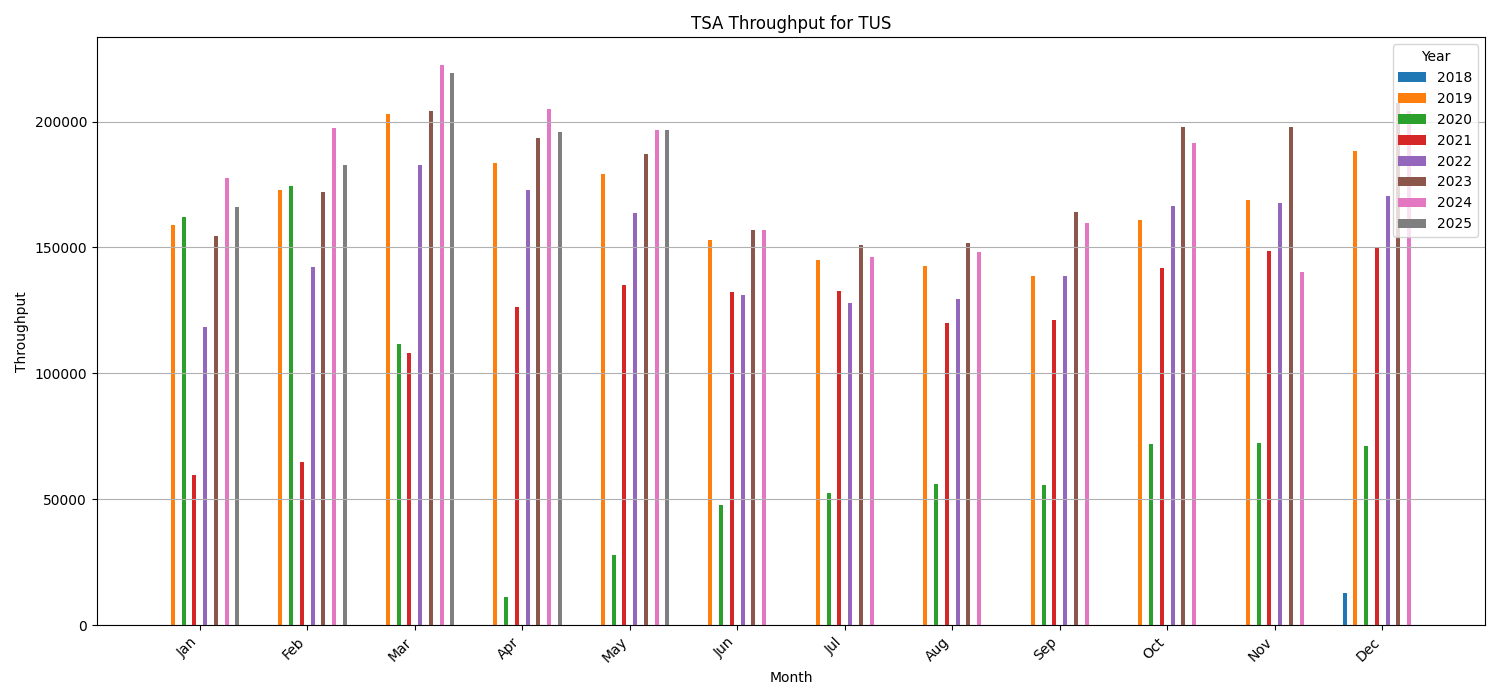 TSA Throughput for TUS
Year
2018
2019
2020
2021
2022
2023
2024
2025
Throughput
200000
150000
100000
50000
0
Jan
Feb
Mar
Apr
May
Jun
Jul
Aug
Sep
Oct
Nov
Dec
Month